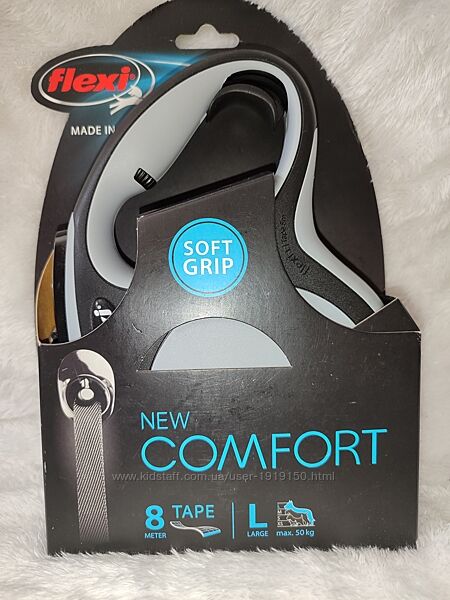 flexi®
MADE IN
SOFT
GRIP
NEW
COMFORT
www.kidstaff.com.ua/user-1919150.html
8 TAPE L
METER LARGE max. 50 kg